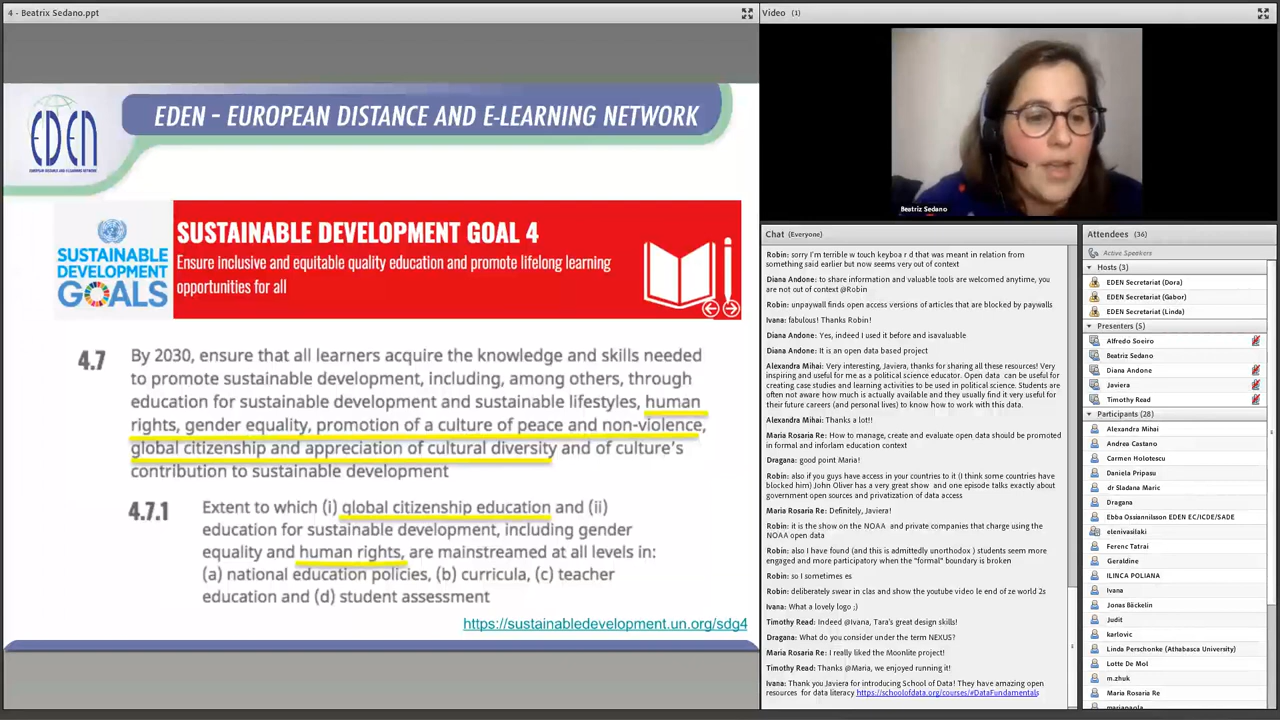 4 - Beatrix Sedano.ppt
EDEN
EUROPEAN DISTANCE AND E-LEARNING NETWORK
EDEN - EUROPEAN DISTANCE AND E-LEARNING NETWORK
SUSTAINABLE
DEVELOPMENT
GOALS
SUSTAINABLE DEVELOPMENT GOAL 4
Ensure inclusive and equitable quality education and promote lifelong learning
opportunities for all
4.7
By 2030, ensure that all learners acquire the knowledge and skills needed
to promote sustainable development, including, among others, through
education for sustainable development and sustainable lifestyles, human
rights, gender equality, promotion of a culture of peace and non-violence,
global citizenship and appreciation of cultural diversity and of culture's
contribution to sustainable development
4.7.1
Extent to which (i) global citizenship education and (ii)
education for sustainable development, including gender
equality and human rights, are mainstreamed at all levels in:
(a) national education policies, (b) curricula, (c) teacher
education and (d) student assessment
https://sustainabledevelopment.un.org/sdg4
Video (1)
Beatriz Sedano
Chat (Everyone)
Robin: sorry I'm terrible w touch keyboa r d that was meant in relation from
something said earlier but now seems very out of context
Diana Andone: to share information and valuable tools are welcomed anytime, you
are not out of context @Robin
Robin: unpaywall finds open access versions of articles that are blocked by paywalls
Ivana: fabulous! Thanks Robin!
Diana Andone: Yes, indeed I used it before and isavaluable
Diana Andone: It is an open data based project
Alexandra Mihai: Very interesting, Javiera, thanks for sharing all these resources! Very
inspiring and useful for me as a political science educator. Open data can be useful for
creating case studies and learning activities to be used in political science. Students are
often not aware how much is actually available and they usually find it very useful for
their future careers (and personal lives) to know how to work with this data.
Alexandra Mihai: Thanks a lot!!
Maria Rosaria Re: How to manage, create and evaluate open data should be promoted
in formal and inforlam education context
Dragana: good point Maria!
Robin: also if you guys have access in your countries to it (I think some countries have
blocked him) John Oliver has a very great show and one episode talks exactly about
government open sources and privatization of data access
Maria Rosaria Re: Definitely, Javiera!
Robin: it is the show on the NOAA and private companies that charge using the
NOAA open data
Robin: also I have found (and this is admittedly unorthodox ) students seem more
engaged and more participatory when the "formal" boundary is broken
Robin: so I sometimes es
Robin: deliberately swear in clas and show the youtube video le end of ze world 2s
Ivana: What a lovely logo ;)
Timothy Read: Indeed @Ivana, Tara's great design skills!
Dragana: What do you consider under the term NEXUS?
Maria Rosaria Re: I really liked the Moonlite project!
Timothy Read: Thanks @Maria, we enjoyed running it!
Ivana: Thank you Javiera for introducing School of Data! They have amazing open
resources for data literacy https://schoolofdata.org/courses/#DataFundamentals
Attendees (36)
Active Speakers
Hosts (3)
EDEN Secretariat (Dora)
EDEN Secretariat (Gabor)
EDEN Secretariat (Linda)
Presenters (5)
Alfredo Soeiro
Beatriz Sedano
Diana Andone
Javiera
Timothy Read
Participants (28)
Alexandra Mihai
Andrea Castano
Carmen Holotescu
Daniela Pripasu
dr Sladana Maric
Dragana
Ebba Ossiannilsson EDEN EC/ICDE/SADE
elenivasilaki
Ferenc Tatrai
Geraldine
ILINCA POLIANA
Ivana
Jonas Bäckelin
Judit
karlovic
Linda Pershonke (Athabasca University)
Lotte De Mol
m.zhuk
Maria Rosaria Re
mariapaola